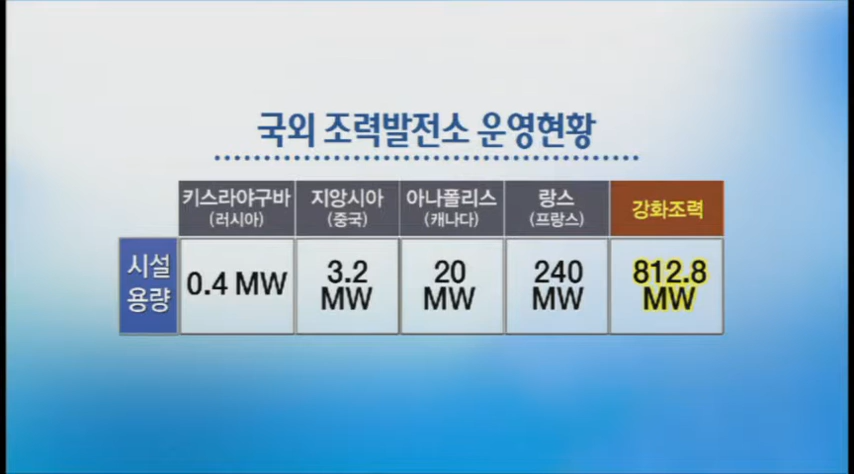 국외 조력발전소 운영현황
키스라야구바 지앙시아 아나폴리스 랑스 강화조력
(러시아) (중국) (캐나다) (프랑스)
시설 용량 0.4 MW 3.2 MW 20 MW 240 MW 812.8 MW